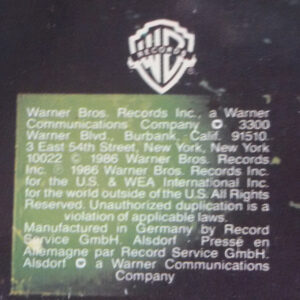 RECORDS
Warner Bros. Records Inc., a Warner
Communications Company 3300
Warner Blvd., Burbank, Calif. 91510.
3 East 54th Street, New York, New York
10022 © 1986 Warner Bros. Records
Inc. ℗ 1986 Warner Bros. Records Inc.
for the U.S. & WEA International Inc.
for the world outside of the U.S. All Rights
Reserved. Unauthorized duplication is a
violation of applicable laws.
Manufactured in Germany by Record
Service GmbH, Alsdorf - Pressé en
Allemagne par Record Service GmbH.
Alsdorf a Warner Communications
Company